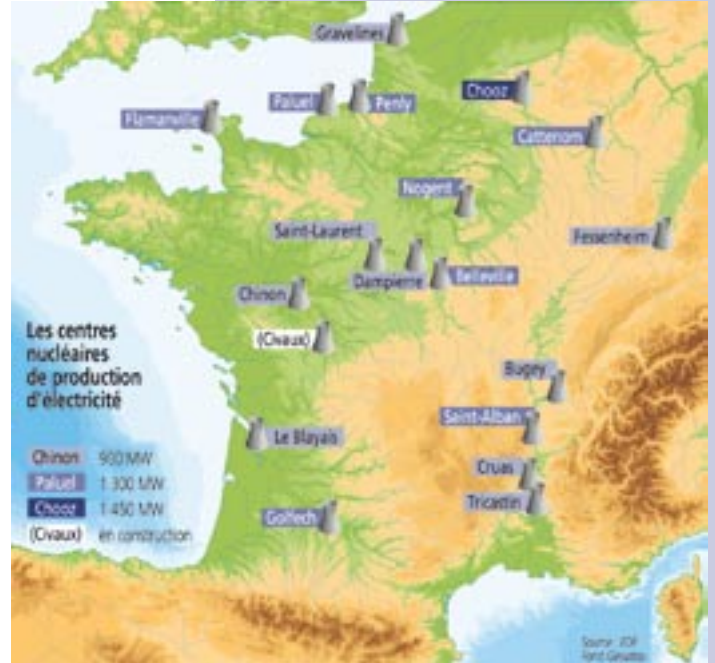 Gravelines
Paluel
Penly
Chooz
Flamanville
Cattenom
Nogent
Saint-Laurent
Fessenheim
Dampierre
Belleville
Chinon
(Civaux)
Les centres
nucléaires
de production
d'électricité
Bugey
Saint-Alban
Le Blayais
Cruas
Tricastin
Golfech
Chinon 900 MW
Paluel 1 300 MW
Chooz 1 450 MW
(Civaux) en construction
Source : EDF